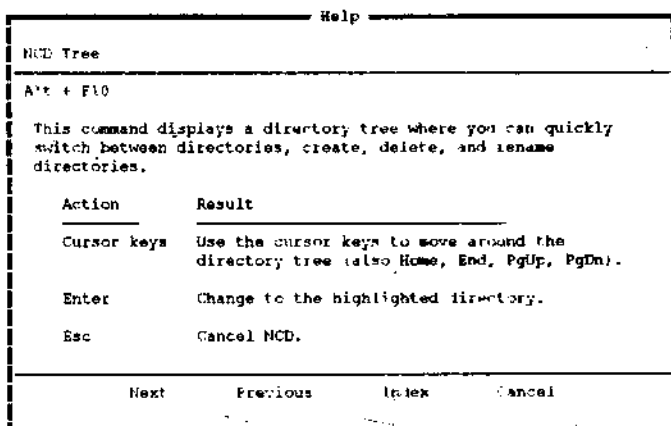 Help
NCD Tree
Alt + F10
This command displays a directory tree where you can quickly
switch between directories, create, delete, and rename
directories.
Action Result
Cursor keys Use the cursor keys to move around the
directory tree (also Home, End, PgUp, PgDn).
Enter Change to the highlighted directory.
Esc Cancel NCD.
Next Previous Index Cancel